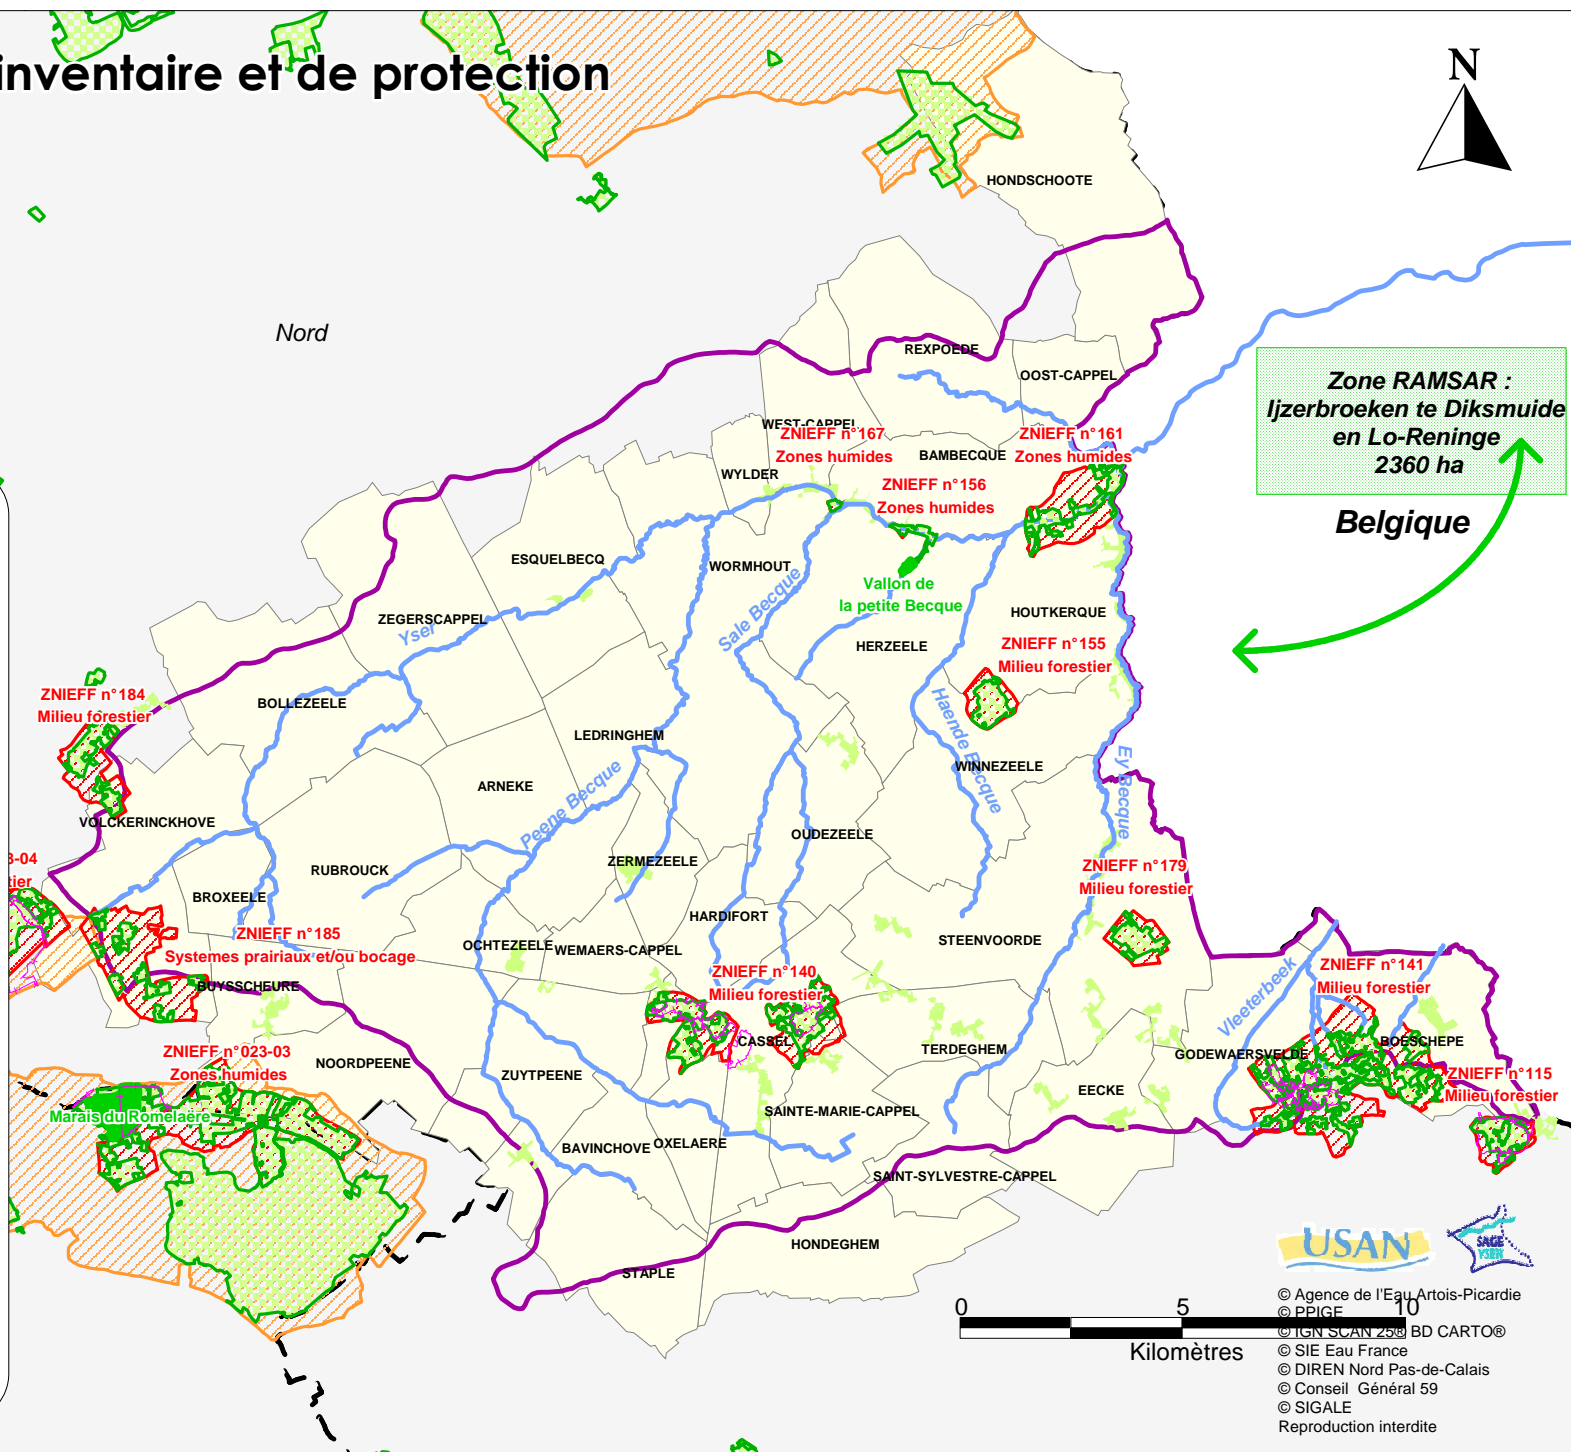 inventaire et de protection
N
HONDSCHOOTE
Nord
REXPOEDE
OOST-CAPPEL
Zone RAMSAR :
Ijzerbroeken te Diksmuide
en Lo-Reninge
2360 ha
Belgique
WEST-CAPPEL
ZNIEFF n°167
Zones humides
ZNIEFF n°161
Zones humides
BAMBECQUE
WYLDER
ZNIEFF n°156
Zones humides
ESQUELBECQ
WORMHOUT
Vallon de
la petite Becque
Sale Becque
HOUTKERQUE
ZEGERSCAPPEL
Yser
HERZEELE
ZNIEFF n°155
Milieu forestier
ZNIEFF n°184
Milieu forestier
BOLLEZEELE
LEDRINGHEM
Haende Becque
WINNEZEELE
Ey Becque
ARNEKE
Peene Becque
VOLCKERINCKHOVE
OUDEZEELE
3-04
tier
RUBROUCK
ZERMEZEELE
ZNIEFF n°179
Milieu forestier
BROXEELE
HARDIFORT
ZNIEFF n°185
Systemes prairiaux et/ou bocage
OCHTEZEELE
WEMAERS-CAPPEL
STEENVOORDE
ZNIEFF n°140
Milieu forestier
ZNIEFF n°141
Milieu forestier
Vleeterbeek
BUYSSCHEURE
CASSEL
TERDEGHEM
GODEWAERSVELDE
BOESCHEPE
ZNIEFF n°023-03
Zones humides
NOORDPEENE
ZUYTPEENE
EECKE
ZNIEFF n°115
Milieu forestier
Marais du Romelaere
SAINTE-MARIE-CAPPEL
BAVINCHOVE
OXELAERE
SAINT-SYLVESTRE-CAPPEL
HONDEGHEM
STAPLE
USAN
SAGE
YSER
0 5 10
Kilomètres
© Agence de l'Eau Artois-Picardie
© PPIGE
© IGN SCAN 25® BD CARTO®
© SIE Eau France
© DIREN Nord Pas-de-Calais
© Conseil Général 59
© SIGALE
Reproduction interdite